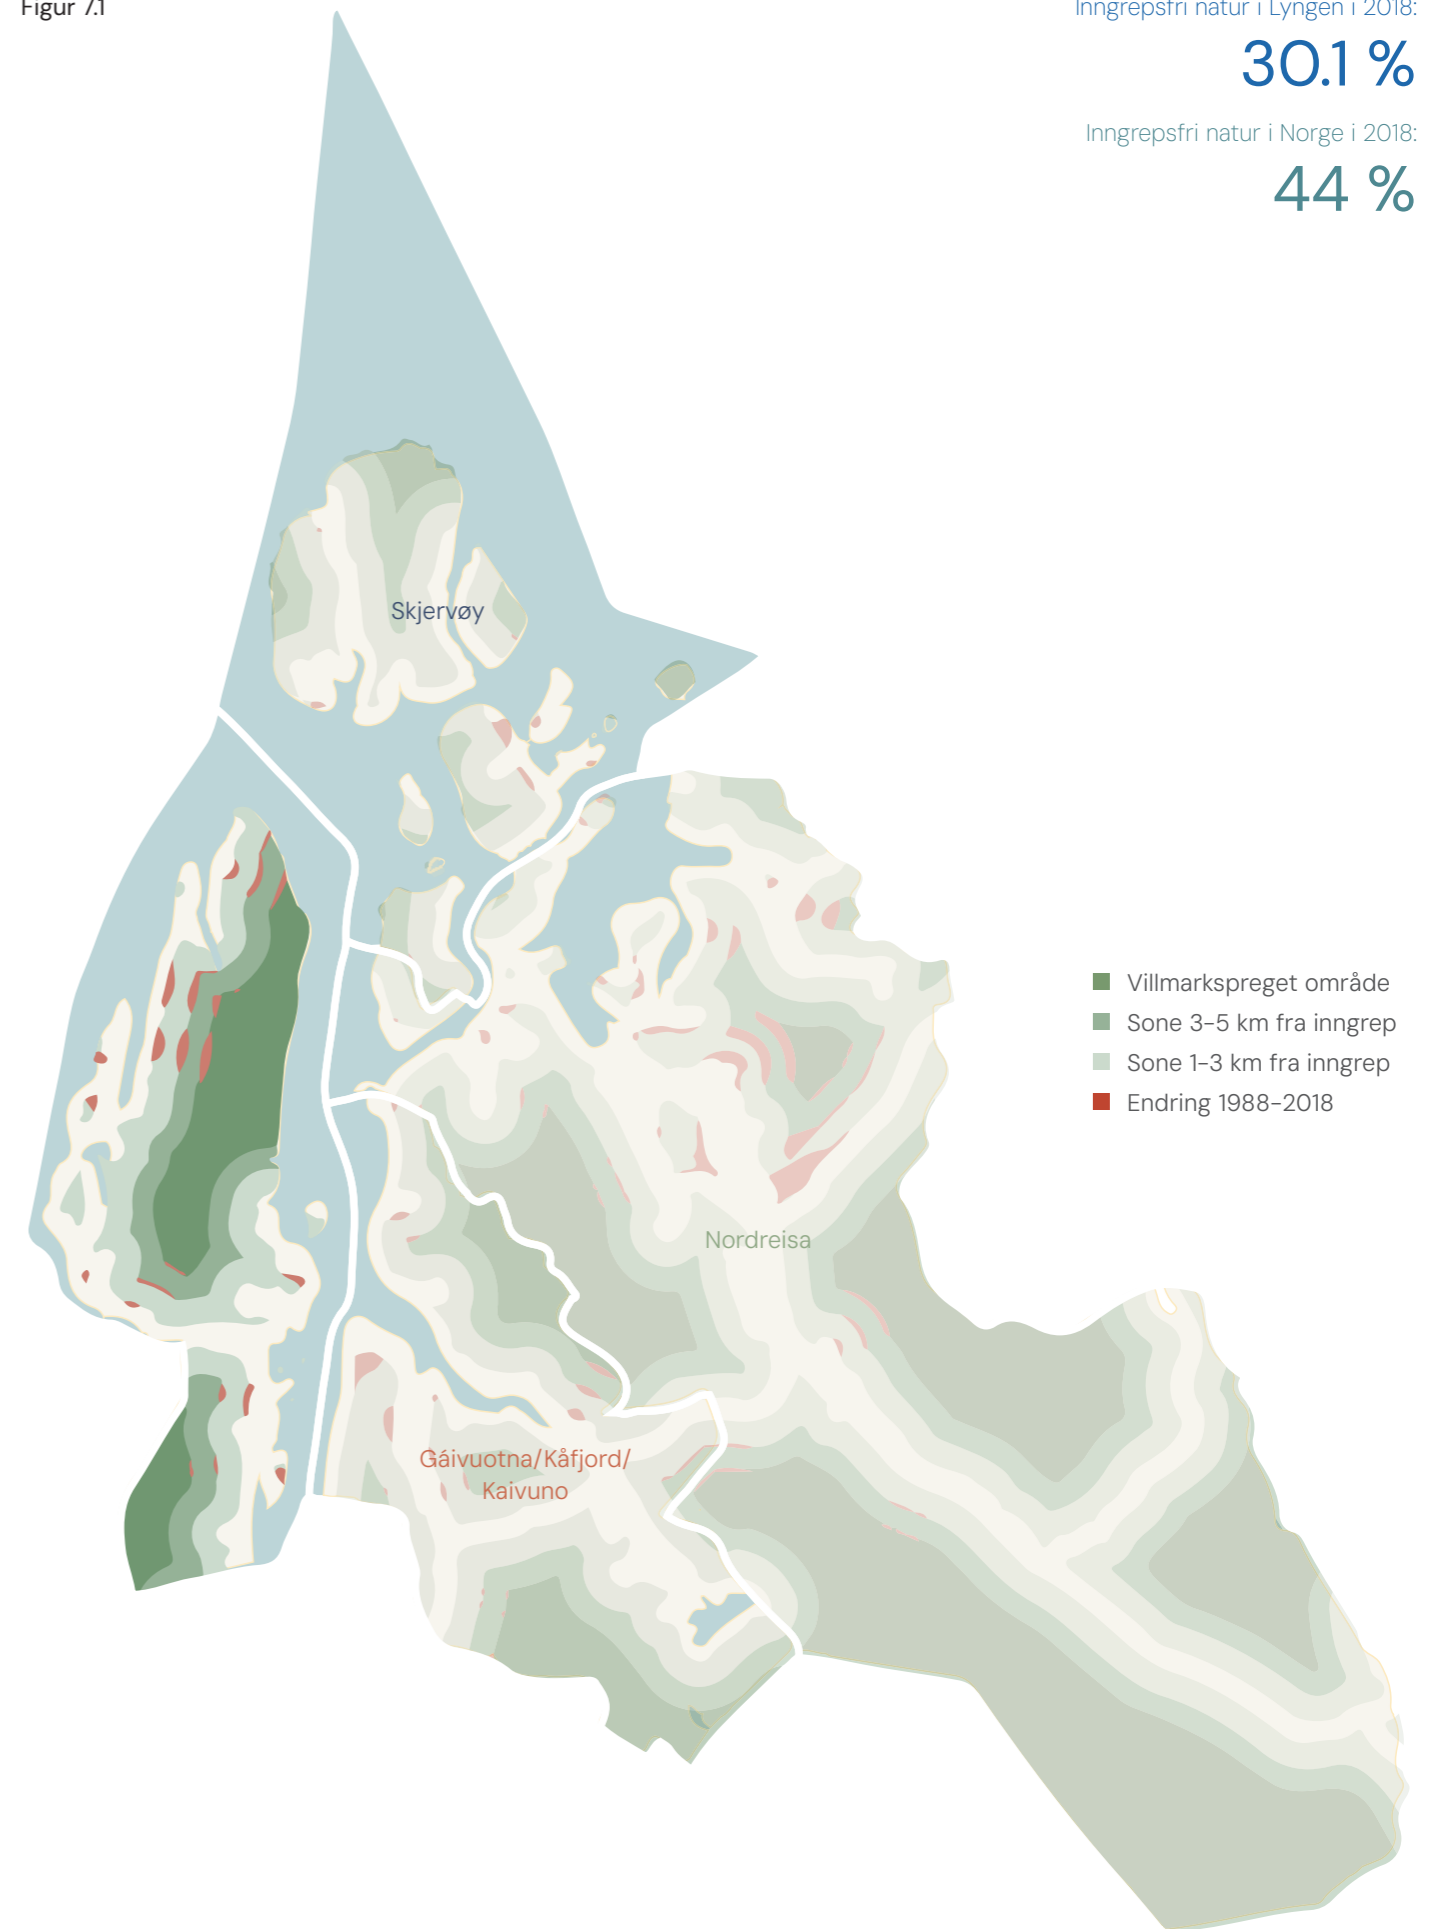 Figur 7.1
Inngrepsfri natur i Lyngen i 2018:
30.1 %
Inngrepsfri natur i Norge i 2018:
44 %
Skjervøy
Villmarkspreget område
Sone 3-5 km fra inngrep
Sone 1-3 km fra inngrep
Endring 1988-2018
Nordreisa
Gáivuotna/Kåfjord/
Kaivuno